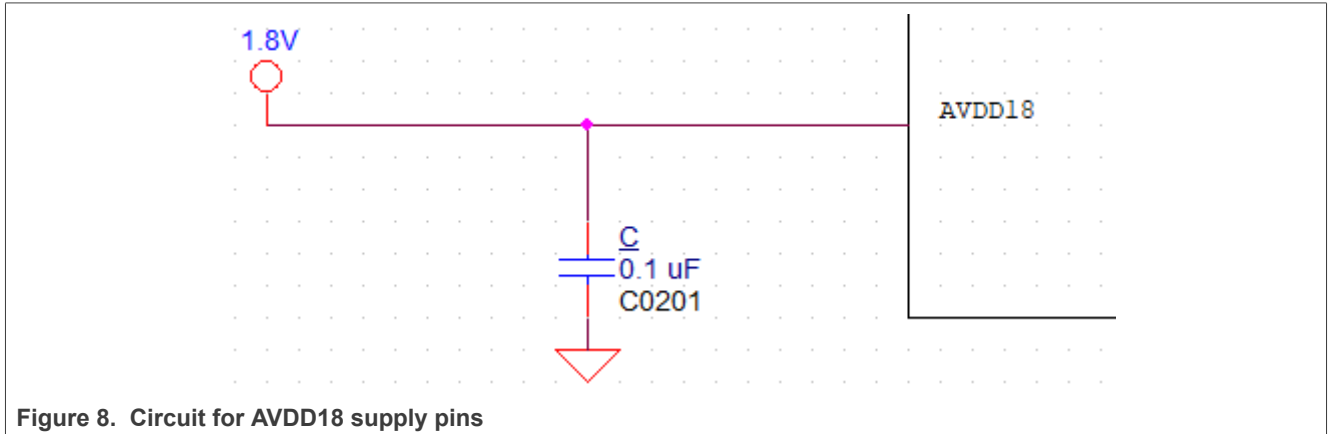 1.8V
AVDD18
C
0.1 uF
C0201
Figure 8. Circuit for AVDD18 supply pins